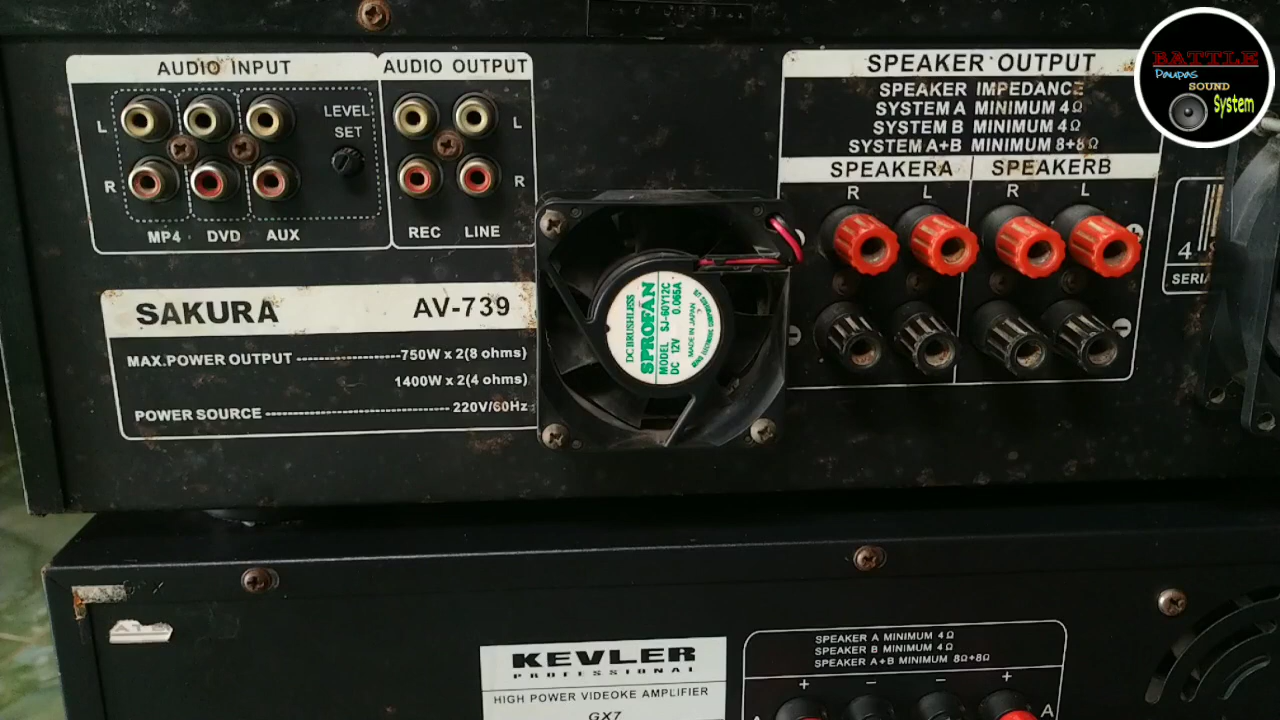 AUDIO INPUT
AUDIO OUTPUT
L
R
LEVEL
SET
MP4 DVD AUX
L
R
REC LINE
SPEAKER OUTPUT
SPEAKER IMPEDANCE
SYSTEM A MINIMUM 4Ω
SYSTEM B MINIMUM 4Ω
SYSTEM A+B MINIMUM 8+8Ω
SPEAKERA SPEAKERB
R L R L
+
−
−
BATTLE
Paupas
SOUND
System
4
SERIA
SAKURA AV-739
MAX.POWER OUTPUT -------------------750W x 2(8 ohms)
1400W x 2(4 ohms)
POWER SOURCE ---------------------------------- 220V/60Hz
DC BRUSHLESS
SPROFAN
MODEL SJ-60Y12C
DC 12V 0.065A
MADE IN JAPAN
KEVLER
PROFESSIONAL
HIGH POWER VIDEOKE AMPLIFIER
GX7
SPEAKER A MINIMUM 4Ω
SPEAKER B MINIMUM 4Ω
SPEAKER A+B MINIMUM 8Ω+8Ω
+ − − +
A A